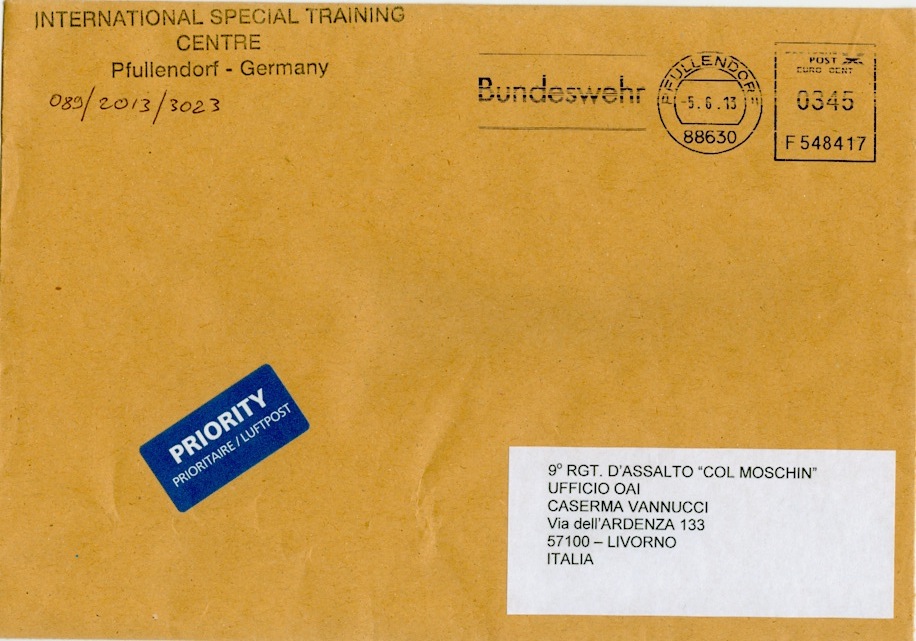 INTERNATIONAL SPECIAL TRAINING
CENTRE
Pfullendorf - Germany
089/2013/3023
Bundeswehr
PFULLENDORF
-5.6.13
88630
POST
EURO CENT
0345
F 548417
PRIORITY
PRIORITAIRE / LUFTPOST
9° RGT. D'ASSALTO “COL MOSCHIN”
UFFICIO OAI
CASERMA VANNUCCI
Via dell'ARDENZA 133
57100 – LIVORNO
ITALIA